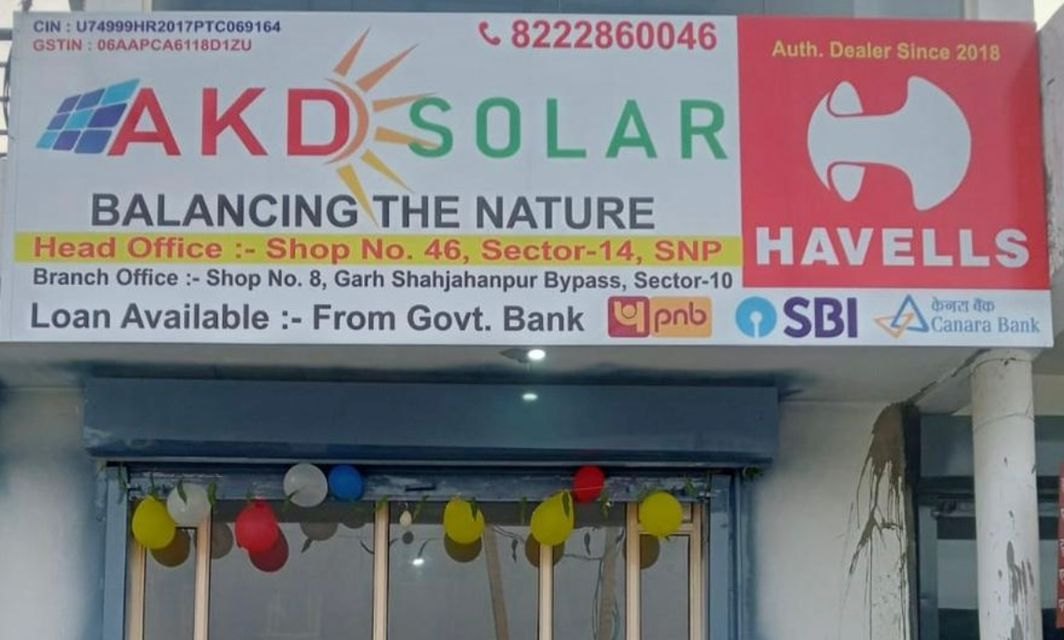 CIN : U74999HR2017PTC069164
GSTIN : 06AAPCA6118D1ZU
8222860046
AKD SOLAR
BALANCING THE NATURE
Head Office :- Shop No. 46, Sector-14, SNP
Branch Office :- Shop No. 8, Garh Shahjahanpur Bypass, Sector-10
Loan Available :- From Govt. Bank
pnb
SBI
केनरा बैंक
Canara Bank
Auth. Dealer Since 2018
HAVELLS